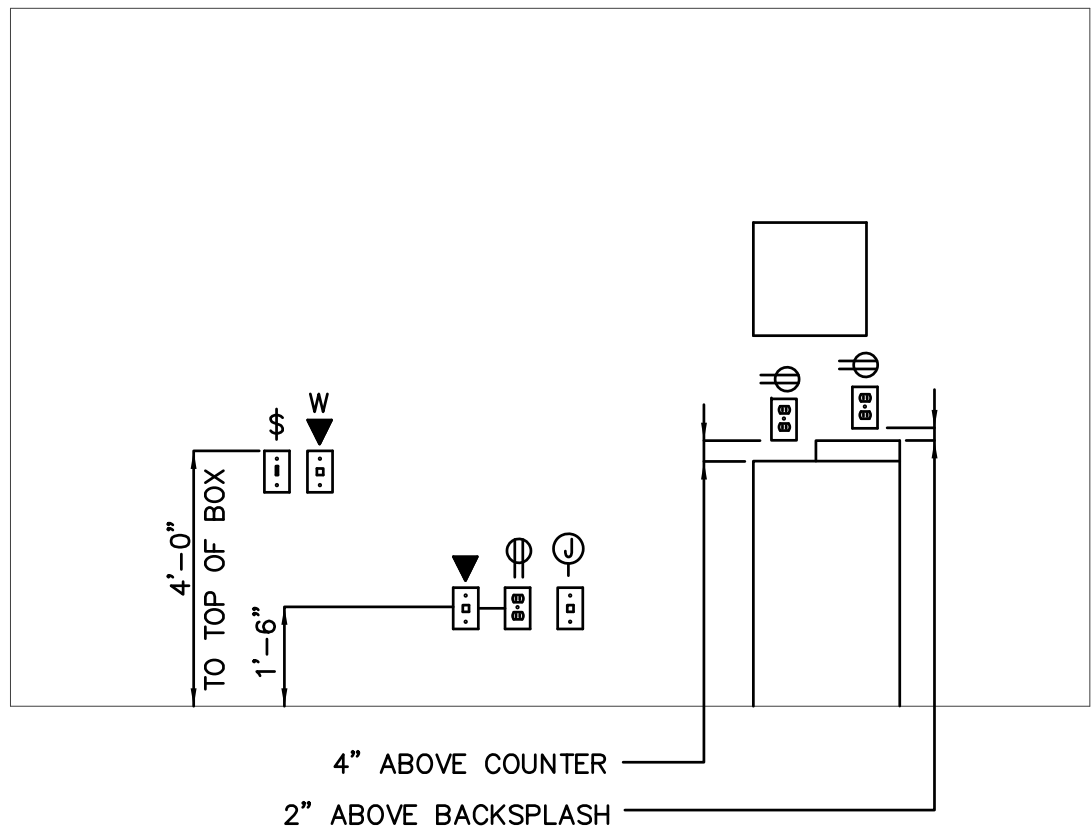 $
W
4'-0"
TO TOP OF BOX
1'-6"
J
4" ABOVE COUNTER
2" ABOVE BACKSPLASH